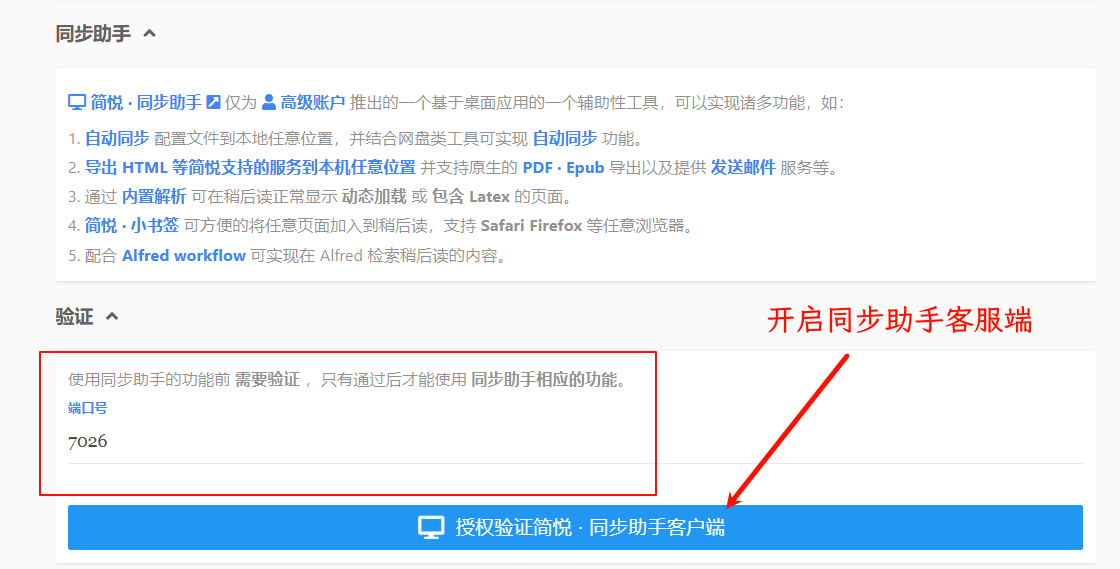 同步助手
简悦 · 同步助手 仅为 高级账户 推出的一个基于桌面应用的一个辅助性工具，可以实现诸多功能，如：
1. 自动同步 配置文件到本地任意位置，并结合网盘类工具可实现 自动同步 功能。
2. 导出 HTML 等简悦支持的服务到本机任意位置 并支持原生的 PDF · Epub 导出以及提供 发送邮件 服务等。
3. 通过 内置解析 可在稍后读正常显示 动态加载 或 包含 Latex 的页面。
4. 简悦 · 小书签 可方便的将任意页面加入到稍后读，支持 Safari Firefox 等任意浏览器。
5. 配合 Alfred workflow 可实现在 Alfred 检索稍后读的内容。
验证
开启同步助手客服端
使用同步助手的功能前 需要验证 ，只有通过后才能使用 同步助手相应的功能。
端口号
7026
授权验证简悦 · 同步助手客户端